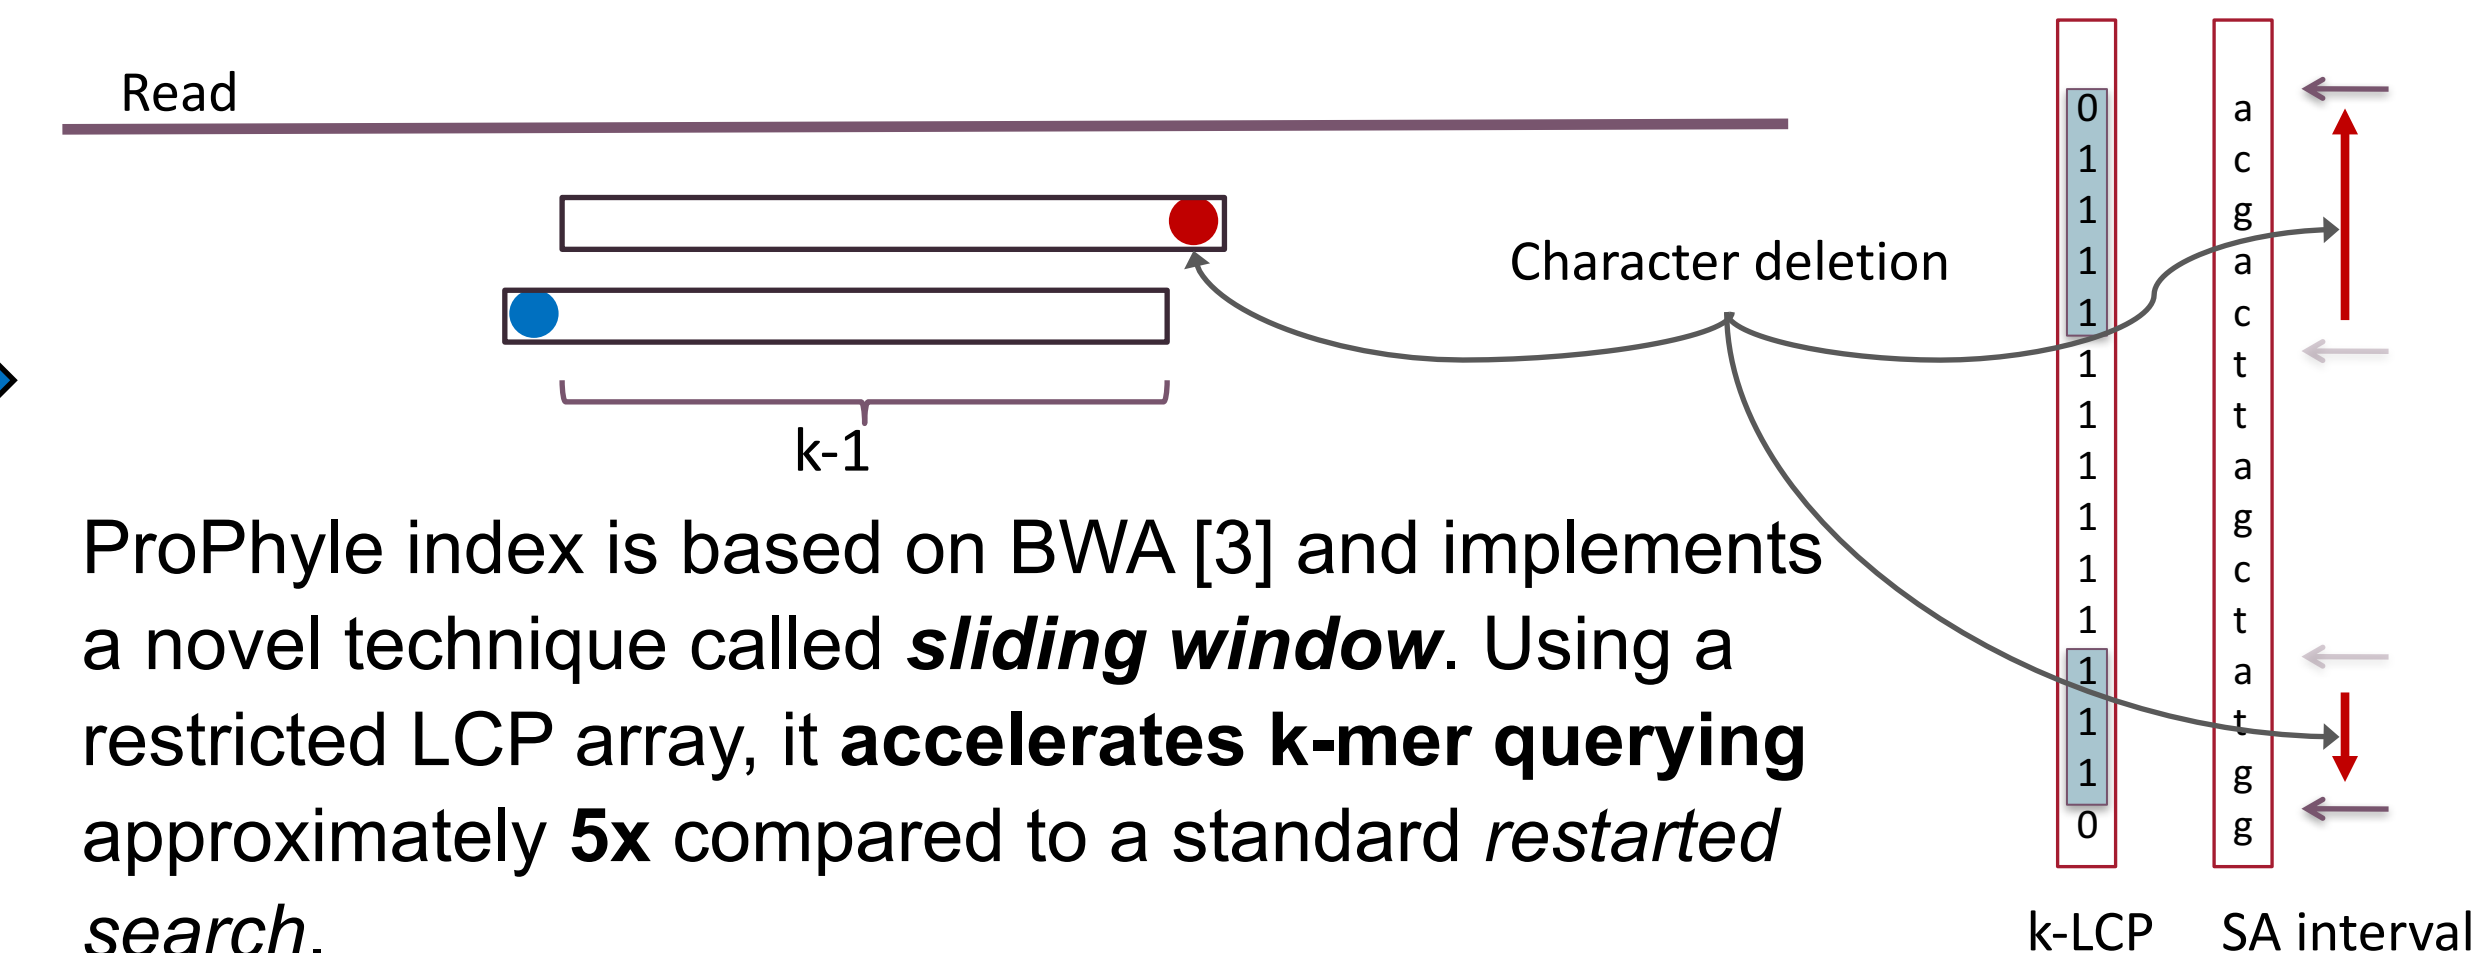 Read
Character deletion
k-1
ProPhyle index is based on BWA [3] and implements
a novel technique called sliding window. Using a
restricted LCP array, it accelerates k-mer querying
approximately 5x compared to a standard restarted
search.
0
1
1
1
1
1
1
1
1
1
1
1
1
1
0
k-LCP
a
c
g
a
c
t
t
a
g
c
t
a
t
g
g
SA interval